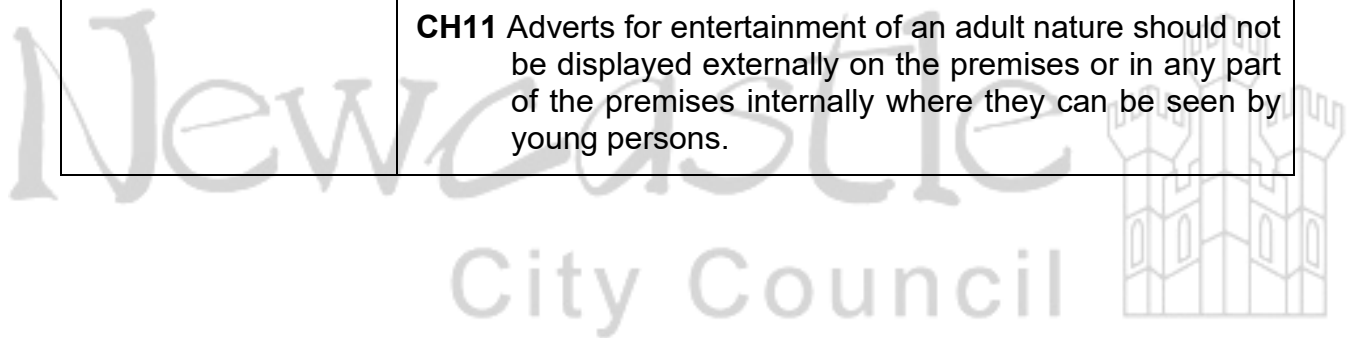 CH11 Adverts for entertainment of an adult nature should not
be displayed externally on the premises or in any part
of the premises internally where they can be seen by
young persons.
Newcastle
City Council